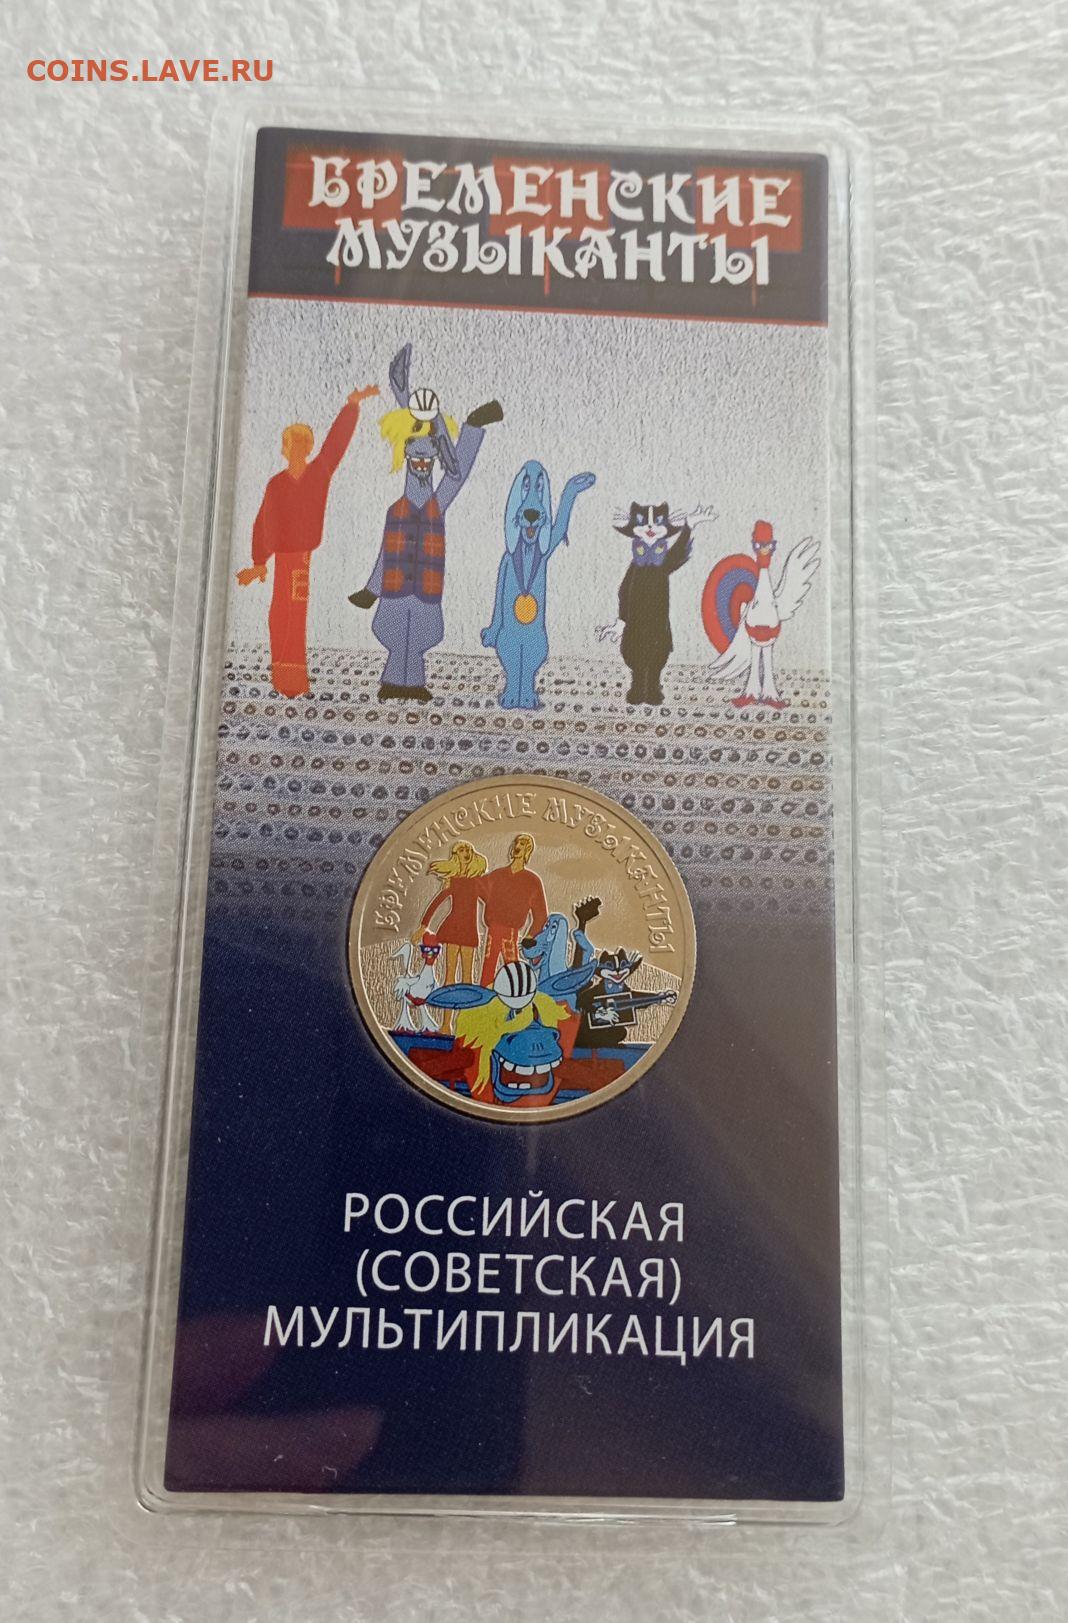 COINS.LAVE.RU
БРЕМЕНСКИЕ
МУЗЫКАНТЫ
БРЕМЕНСКИЕ МУЗЫКАНТЫ
РОССИЙСКАЯ
(СОВЕТСКАЯ)
МУЛЬТИПЛИКАЦИЯ